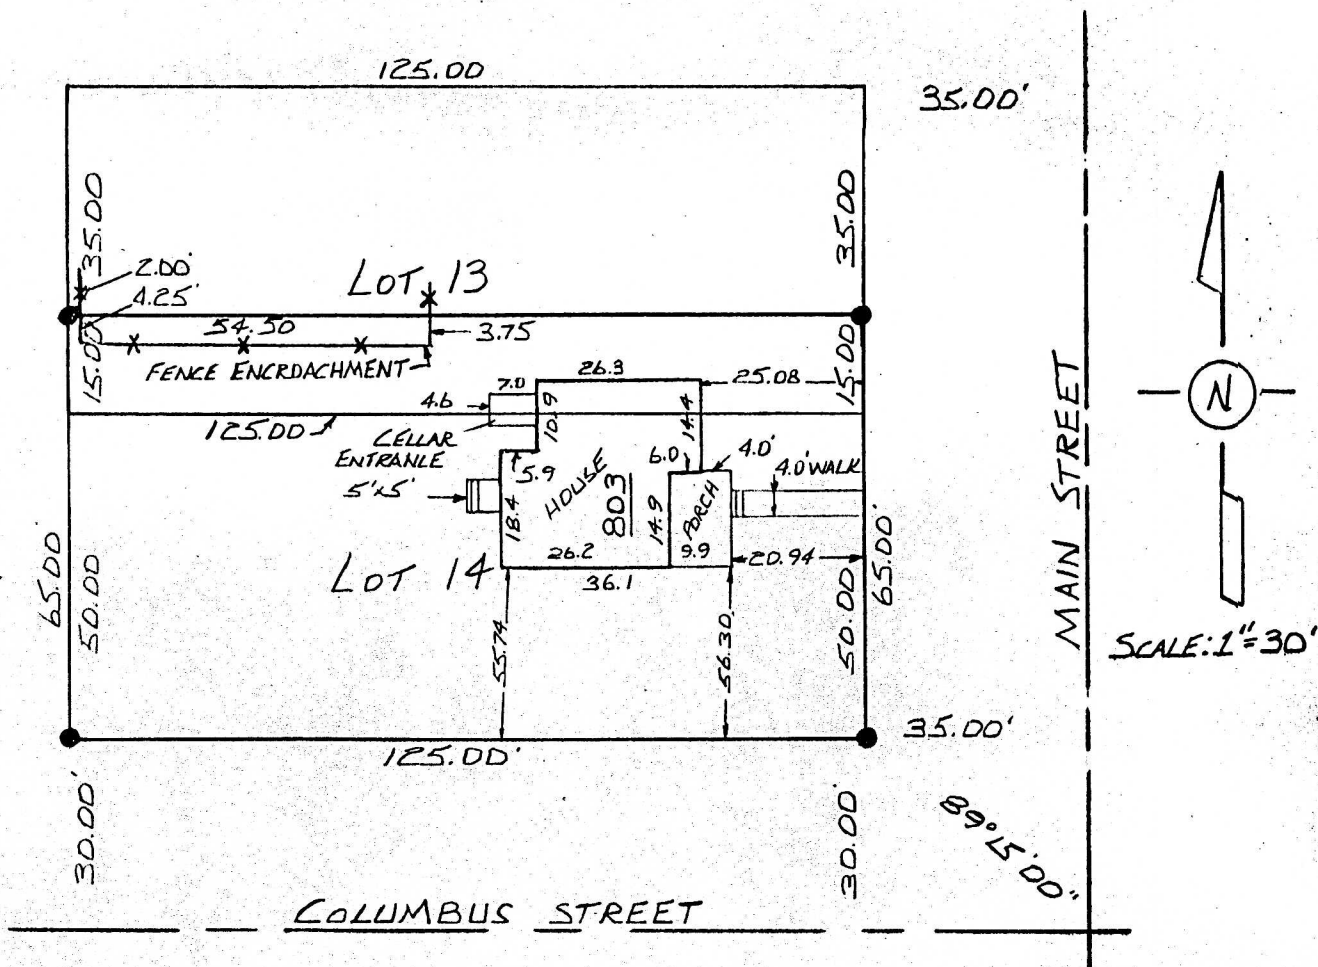 125.00
35.00'
35.00
35.00
2.00'
LOT 13
4.25'
54.50
3.75
15.00
15.00
FENCE ENCROACHMENT
26.3
25.08
7.0
4.6
10.9
14.4
125.00
CELLAR
ENTRANCE
5.9
6.0
4.0'
4.0' WALK
5'x5'
HOUSE
803
18.4
14.9
PORCH
26.2
9.9
20.94
LOT 14
36.1
65.00
50.00
55.74
56.30
50.00
65.00'
MAIN STREET
N
SCALE: 1"=30'
125.00'
35.00'
30.00'
30.00'
89°15'00"
COLUMBUS STREET